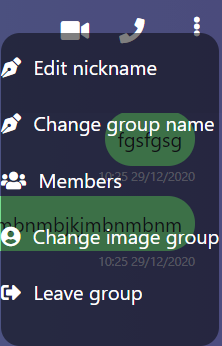 Edit nickname
Change group name
fgsfgsg
Members
mbnmbjkjmbnmbnm
Change image group
10:25 29/12/2020
10:25 29/12/2020
Leave group